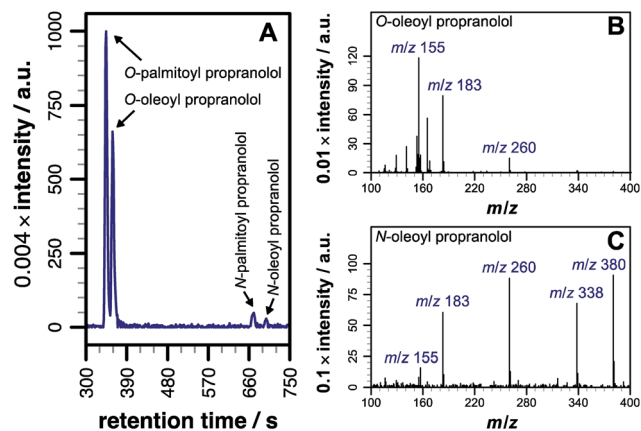 A
1000
750
500
250
0
0.004 × intensity / a.u.
O-palmitoyl propranolol
O-oleoyl propranolol
N-palmitoyl propranolol
N-oleoyl propranolol
300
390
480
570
660
750
retention time / s
O-oleoyl propranolol
B
m/z 155
m/z 183
m/z 260
120
90
60
30
0
0.01 × intensity / a.u.
100
160
220
280
340
400
m/z
N-oleoyl propranolol
C
m/z 155
m/z 183
m/z 260
m/z 338
m/z 380
100
75
50
25
0
0.1 × intensity / a.u.
100
160
220
280
340
400
m/z